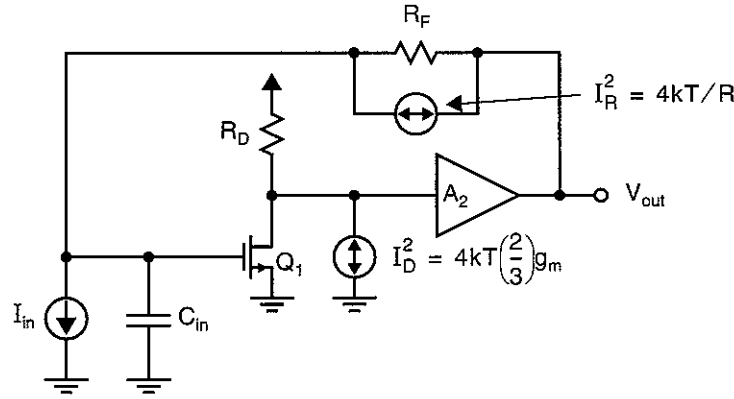 R_F
I_R^2 = 4kT/R
R_D
A_2
V_out
Q_1
I_D^2 = 4kT(2/3)g_m
I_in
C_in